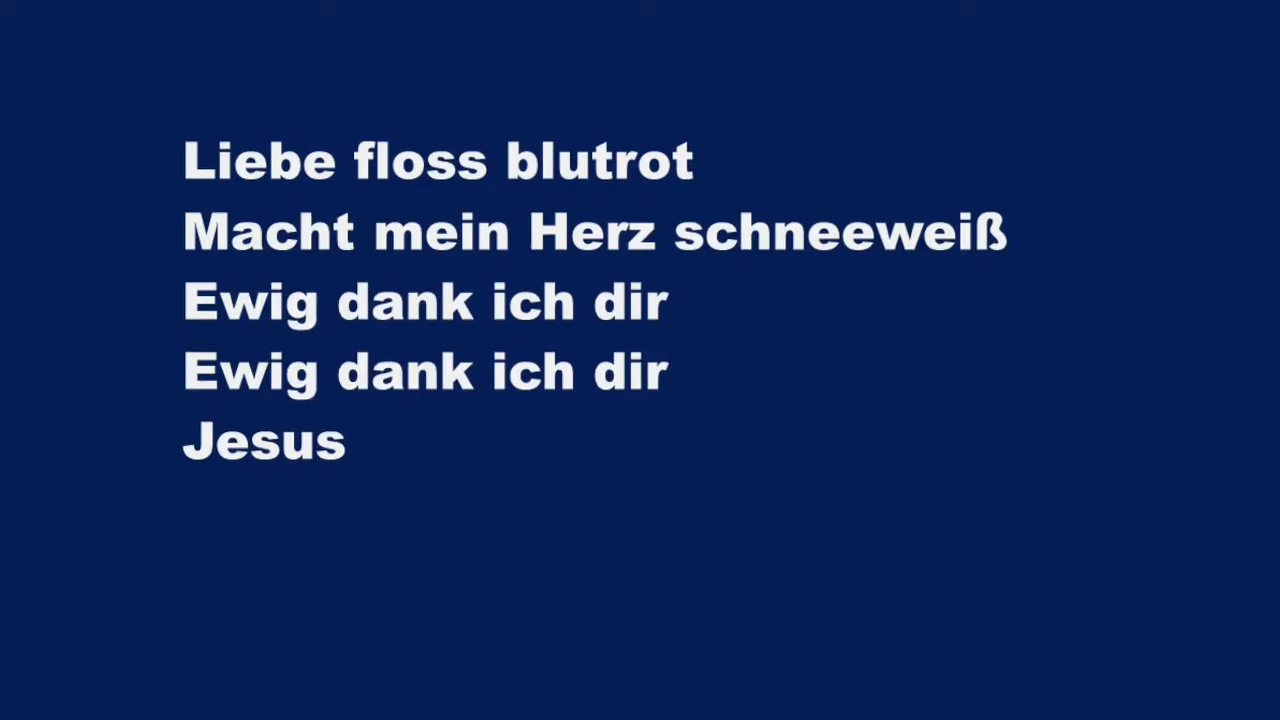 Liebe floss blutrot
Macht mein Herz schneeweiß
Ewig dank ich dir
Ewig dank ich dir
Jesus